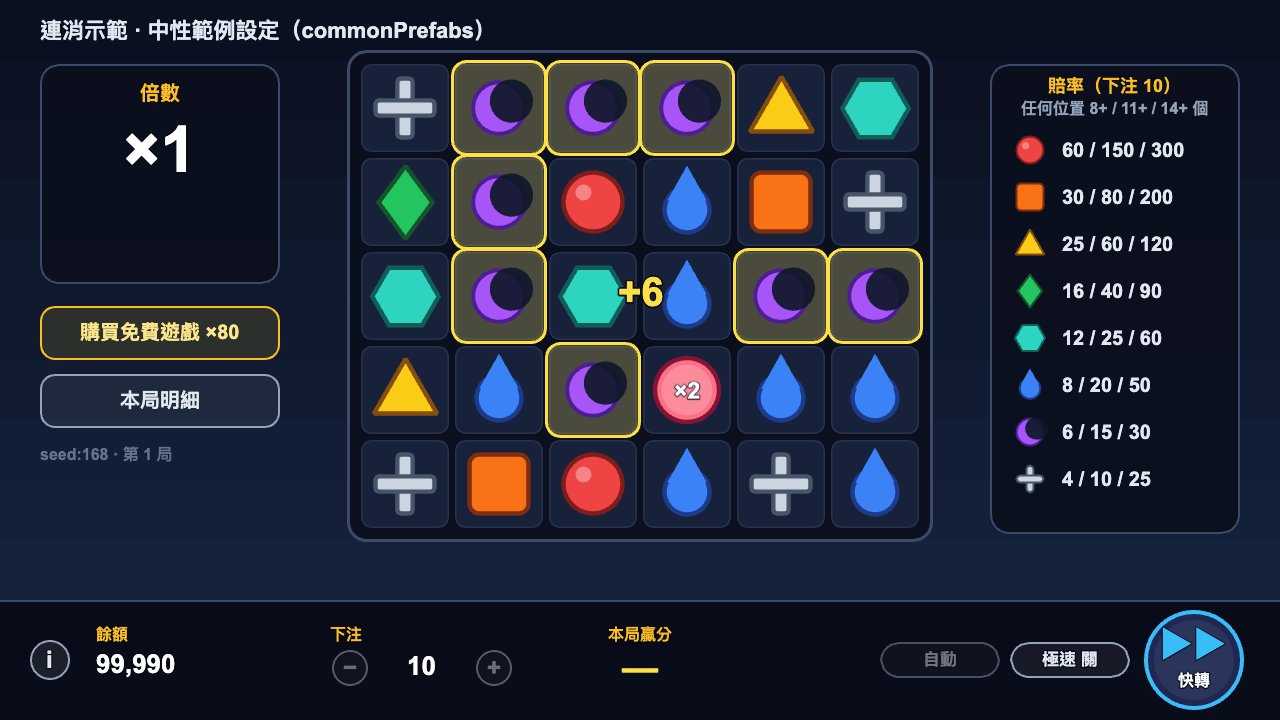 連消示範 · 中性範例設定（commonPrefabs）
倍數
×1
購買免費遊戲 ×80
本局明細
seed:168 · 第 1 局
+6
×2
賠率（下注 10）
任何位置 8+ / 11+ / 14+ 個
60 / 150 / 300
30 / 80 / 200
25 / 60 / 120
16 / 40 / 90
12 / 25 / 60
8 / 20 / 50
6 / 15 / 30
4 / 10 / 25
i
餘額
99,990
下注
− 10 +
本局贏分
—
自動
極速 關
快轉